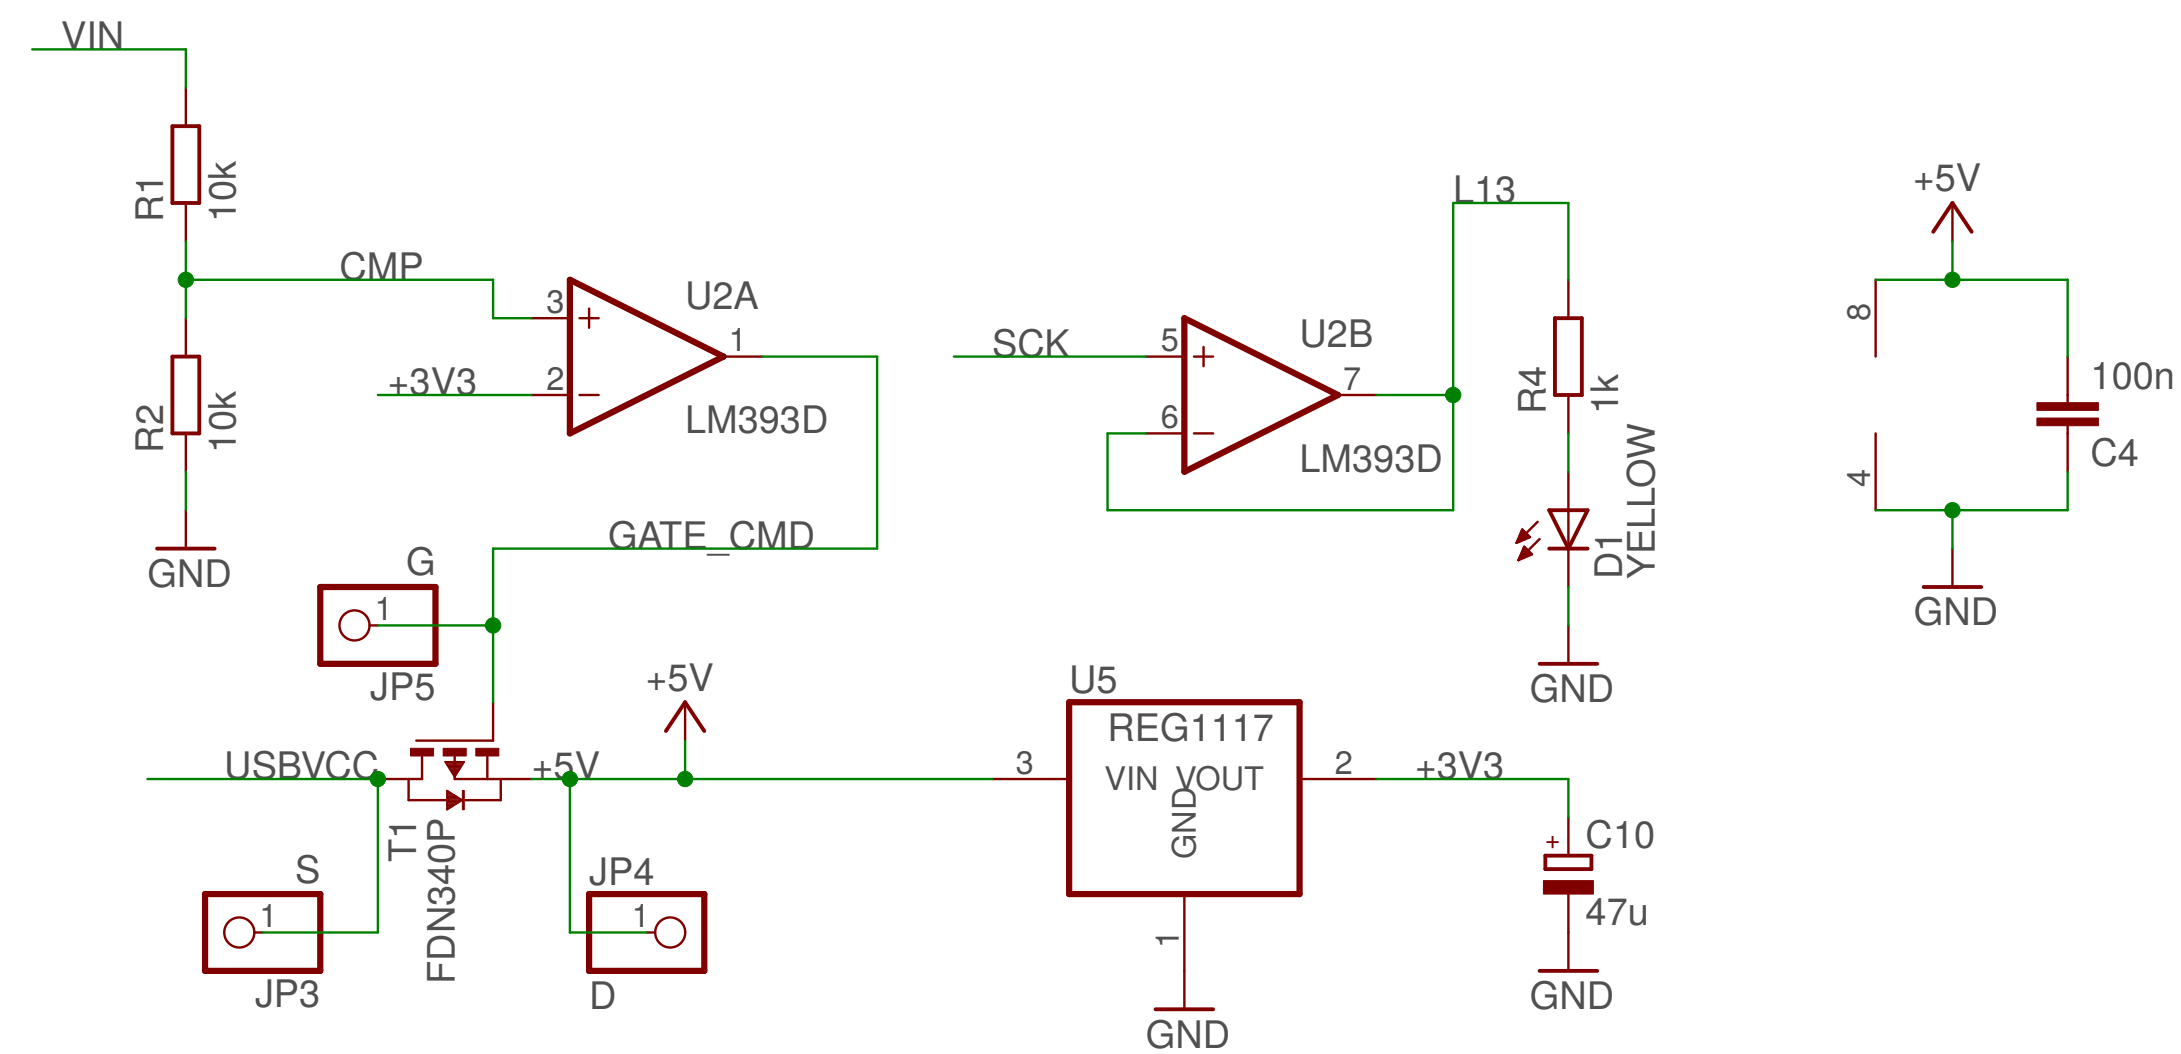 VIN
R1
10k
CMP
R2
10k
GND
+3V3
3
2
1
U2A
LM393D
GATE_CMD
SCK
5
6
7
U2B
LM393D
L13
R4
1k
D1
YELLOW
GND
+5V
8
4
100n
C4
GND
G
1
JP5
USBVCC
+5V
+5V
T1
FDN340P
S
1
JP3
JP4
1
D
U5
REG1117
3
VIN VOUT
GND
2
1
GND
+3V3
+
C10
47u
GND